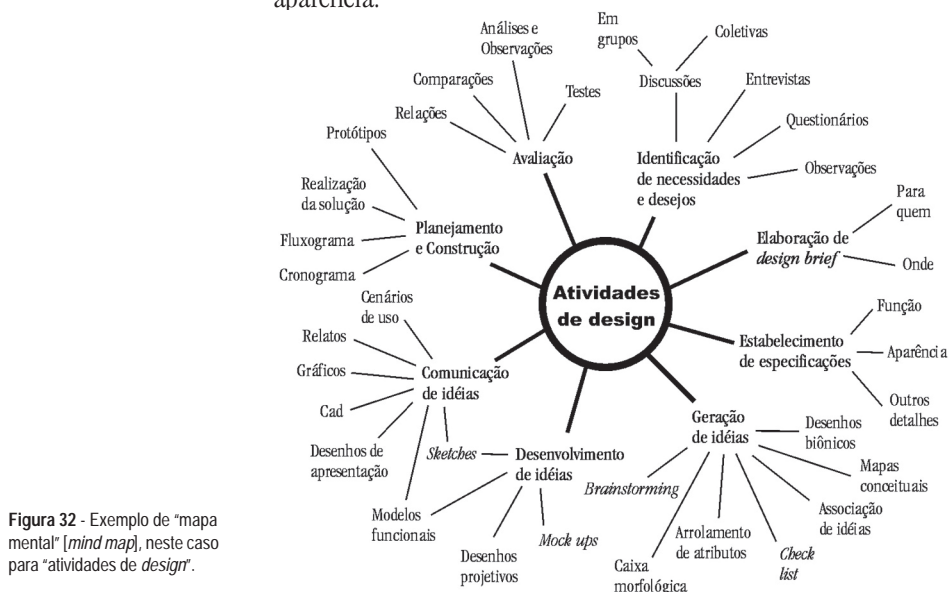 aparência.
Em
grupos
Coletivas
Discussões
Entrevistas
Questionários
Observações
Identificação
de necessidades
e desejos
Análises e
Observações
Comparações
Testes
Relações
Avaliação
Protótipos
Realização
da solução
Fluxograma
Cronograma
Planejamento
e Construção
Para
quem
Onde
Elaboração de
design brief
Atividades
de design
Função
Aparência
Outros
detalhes
Estabelecimento
de especificações
Cenários
de uso
Relatos
Gráficos
Cad
Desenhos de
apresentação
Comunicação
de idéias
Sketches
Modelos
funcionais
Desenvolvimento
de idéias
Desenhos
projetivos
Mock ups
Geração
de idéias
Desenhos
biônicos
Mapas
conceituais
Associação
de idéias
Check
list
Arrolamento
de atributos
Caixa
morfológica
Brainstorming
Figura 32 - Exemplo de "mapa
mental" [mind map], neste caso
para "atividades de design".